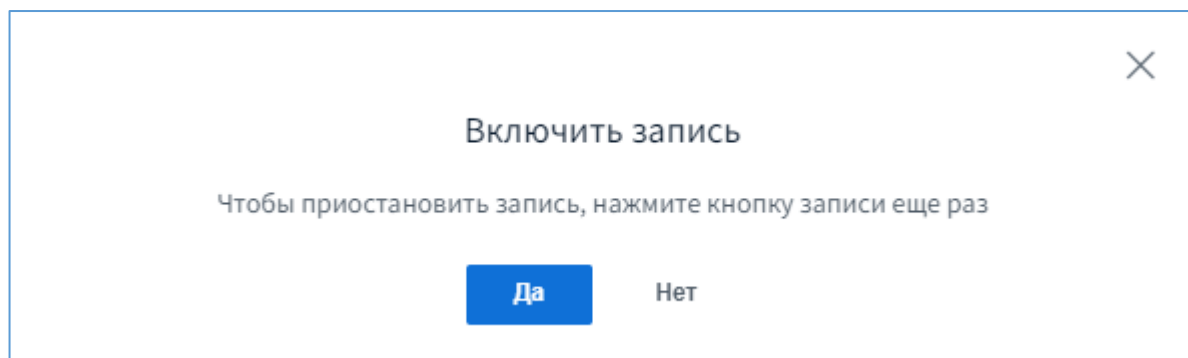 Включить запись
Чтобы приостановить запись, нажмите кнопку записи еще раз
Да Нет